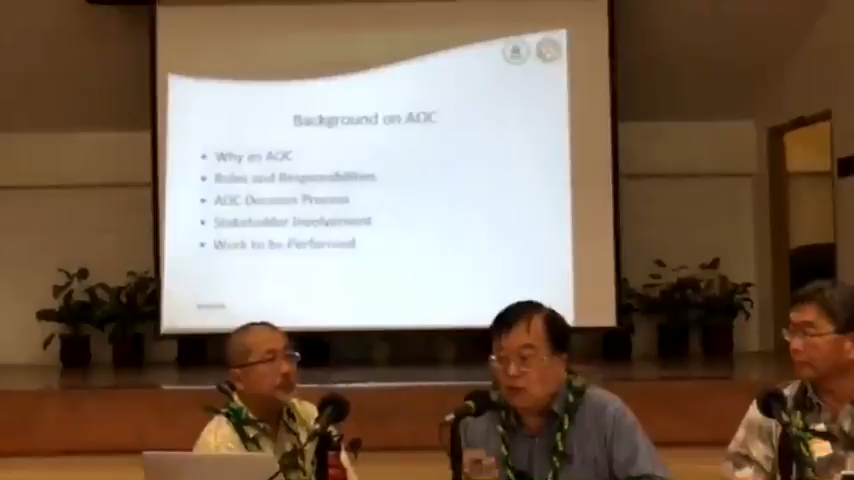 Background on AOC
• Why an AOC
• Roles and Responsibilities
• AOC Decision Process
• Stakeholder Involvement
• Work to be Performed